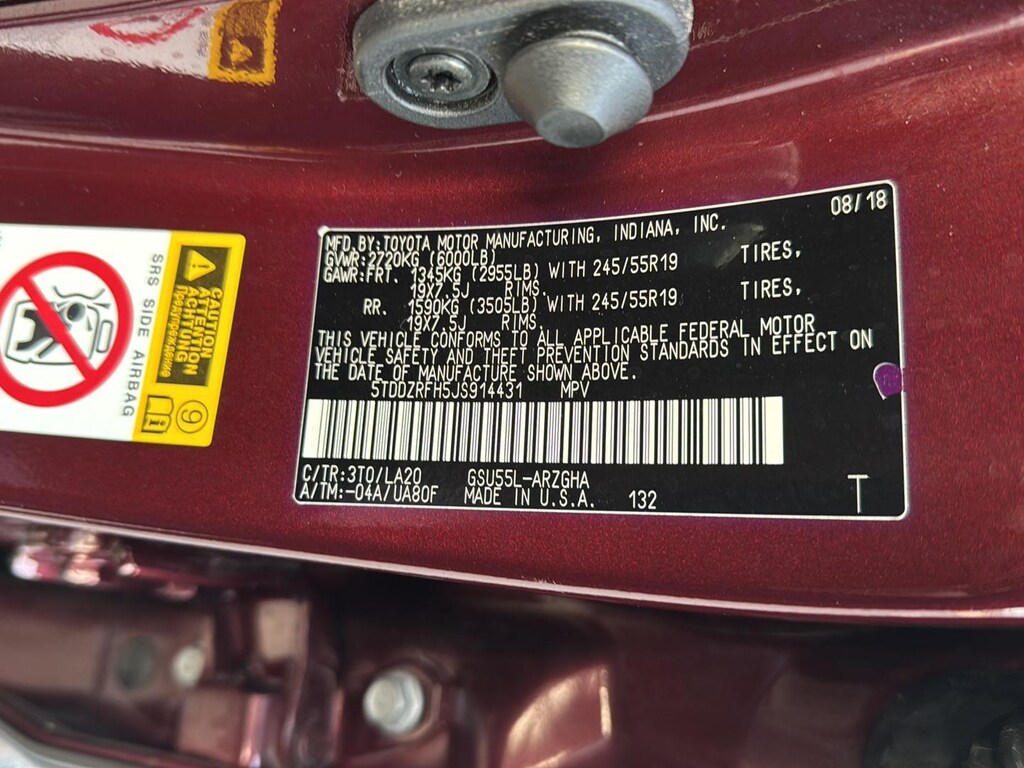 08/18
MFD.BY:TOYOTA MOTOR MANUFACTURING, INDIANA, INC.
GVWR:2720KG (6000LB)
GAWR:FRT. 1345KG (2955LB) WITH 245/55R19 TIRES,
19X7.5J RIMS.
RR. 1590KG (3505LB) WITH 245/55R19 TIRES,
19X7.5J RIMS.
THIS VEHICLE CONFORMS TO ALL APPLICABLE FEDERAL MOTOR
VEHICLE SAFETY AND THEFT PREVENTION STANDARDS IN EFFECT ON
THE DATE OF MANUFACTURE SHOWN ABOVE.
5TDDZRFH5JS914431 MPV
C/TR:3T0/LA20 GSU55L-ARZGHA
A/TM:-04A/UA80F MADE IN U.S.A. 132
T
SRS SIDE AIRBAG
CAUTION
ATTENTION
ACHTUNG
Предупреждение
9